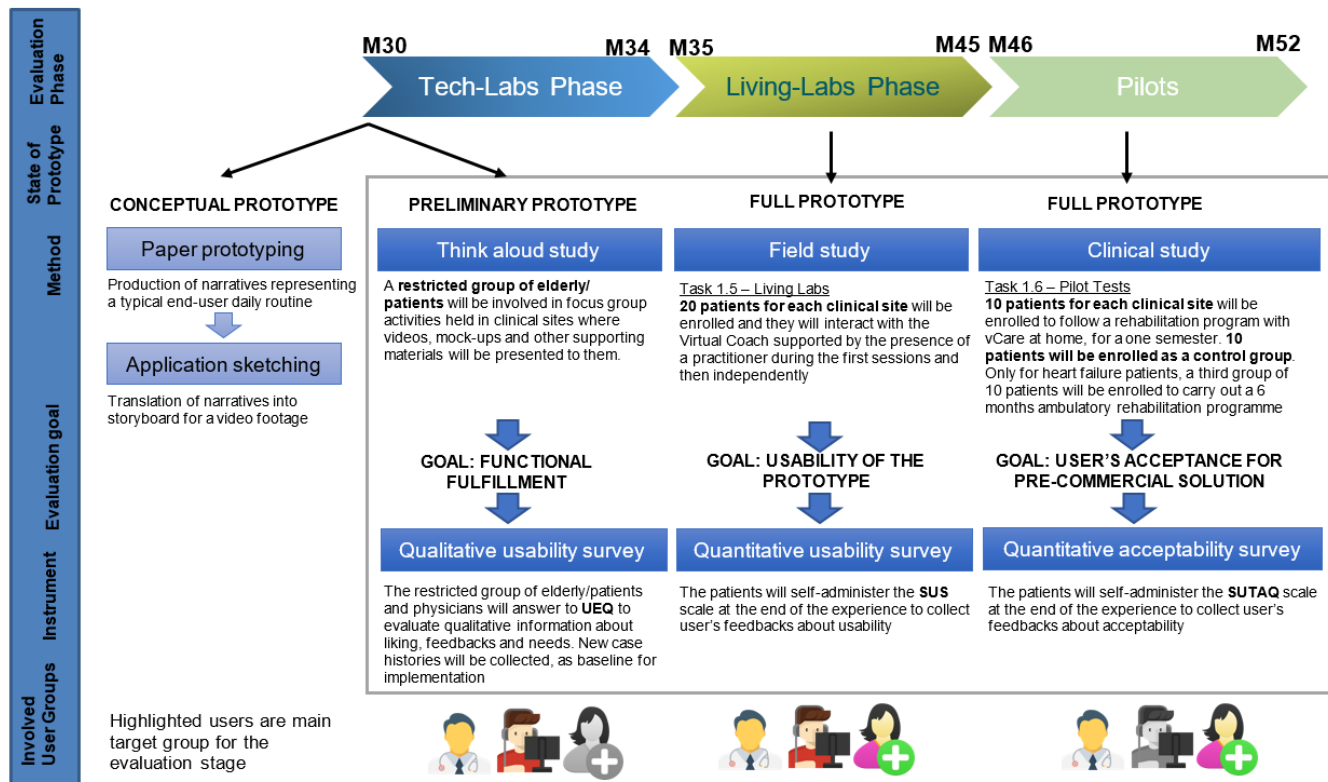 Evaluation
Phase
State of
Prototype
Method
Evaluation goal
Instrument
Involved
User Groups
M30
M34
M35
M45
M46
M52
Tech-Labs Phase
Living-Labs Phase
Pilots
CONCEPTUAL PROTOTYPE
Paper prototyping
Production of narratives representing
a typical end-user daily routine
Application sketching
Translation of narratives into
storyboard for a video footage
Highlighted users are main
target group for the
evaluation stage
PRELIMINARY PROTOTYPE
Think aloud study
A restricted group of elderly/
patients will be involved in focus group
activities held in clinical sites where
videos, mock-ups and other supporting
materials will be presented to them.
GOAL: FUNCTIONAL
FULFILLMENT
Qualitative usability survey
The restricted group of elderly/patients
and physicians will answer to UEQ to
evaluate qualitative information about
liking, feedbacks and needs. New case
histories will be collected, as baseline for
implementation
FULL PROTOTYPE
Field study
Task 1.5 – Living Labs
20 patients for each clinical site will be
enrolled and they will interact with the
Virtual Coach supported by the presence of
a practitioner during the first sessions and
then independently
GOAL: USABILITY OF THE
PROTOTYPE
Quantitative usability survey
The patients will self-administer the SUS
scale at the end of the experience to collect
user's feedbacks about usability
FULL PROTOTYPE
Clinical study
Task 1.6 – Pilot Tests
10 patients for each clinical site will be
enrolled to follow a rehabilitation program with
vCare at home, for a one semester. 10
patients will be enrolled as a control group.
Only for heart failure patients, a third group of
10 patients will be enrolled to carry out a 6
months ambulatory rehabilitation programme
GOAL: USER'S ACCEPTANCE FOR
PRE-COMMERCIAL SOLUTION
Quantitative acceptability survey
The patients will self-administer the SUTAQ scale
at the end of the experience to collect user's
feedbacks about acceptability